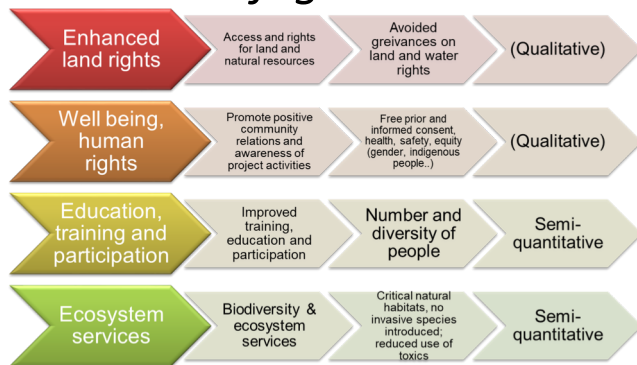 Enhanced
land rights
Access and rights
for land and
natural resources
Avoided
greivances on
land and water
rights
(Qualitative)
Well being,
human
rights
Promote positive
community
relations and
awareness of
project activities
Free prior and
informed consent,
health, safety, equity
(gender, indigenous
people..)
(Qualitative)
Education,
training and
participation
Improved
training,
education and
participation
Number and
diversity of
people
Semi-
quantitative
Ecosystem
services
Biodiversity &
ecosystem
services
Critical natural
habitats, no
invasive species
introduced;
reduced use of
toxics
Semi-
quantitative